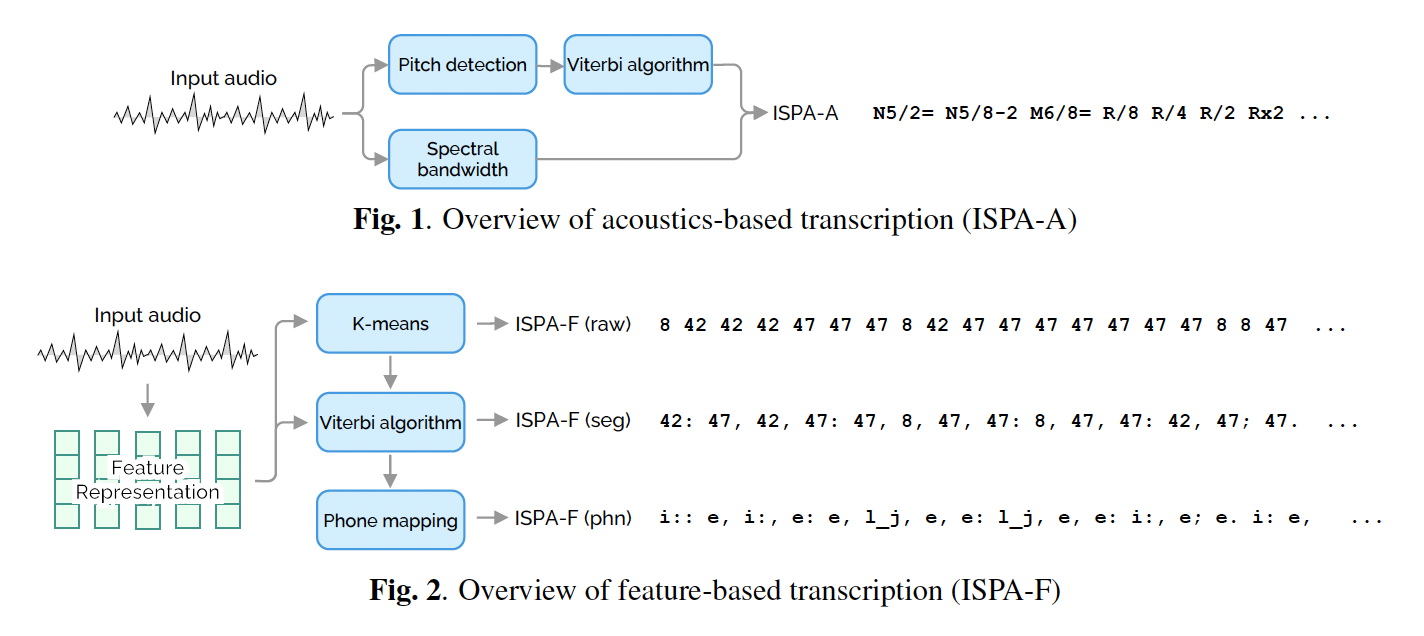 Input audio
Pitch detection
Viterbi algorithm
Spectral
bandwidth
ISPA-A
N5/2= N5/8-2 M6/8= R/8 R/4 R/2 Rx2 ...
Fig. 1. Overview of acoustics-based transcription (ISPA-A)
Input audio
Feature
Representation
K-means
ISPA-F (raw)
8 42 42 42 47 47 47 8 42 47 47 47 47 47 47 47 8 8 47 ...
Viterbi algorithm
ISPA-F (seg)
42: 47, 42, 47: 47, 8, 47, 47: 8, 47, 47: 42, 47; 47. ...
Phone mapping
ISPA-F (phn)
i:: e, i:, e: e, l_j, e, e: l_j, e, e: i:, e; e. i: e, ...
Fig. 2. Overview of feature-based transcription (ISPA-F)